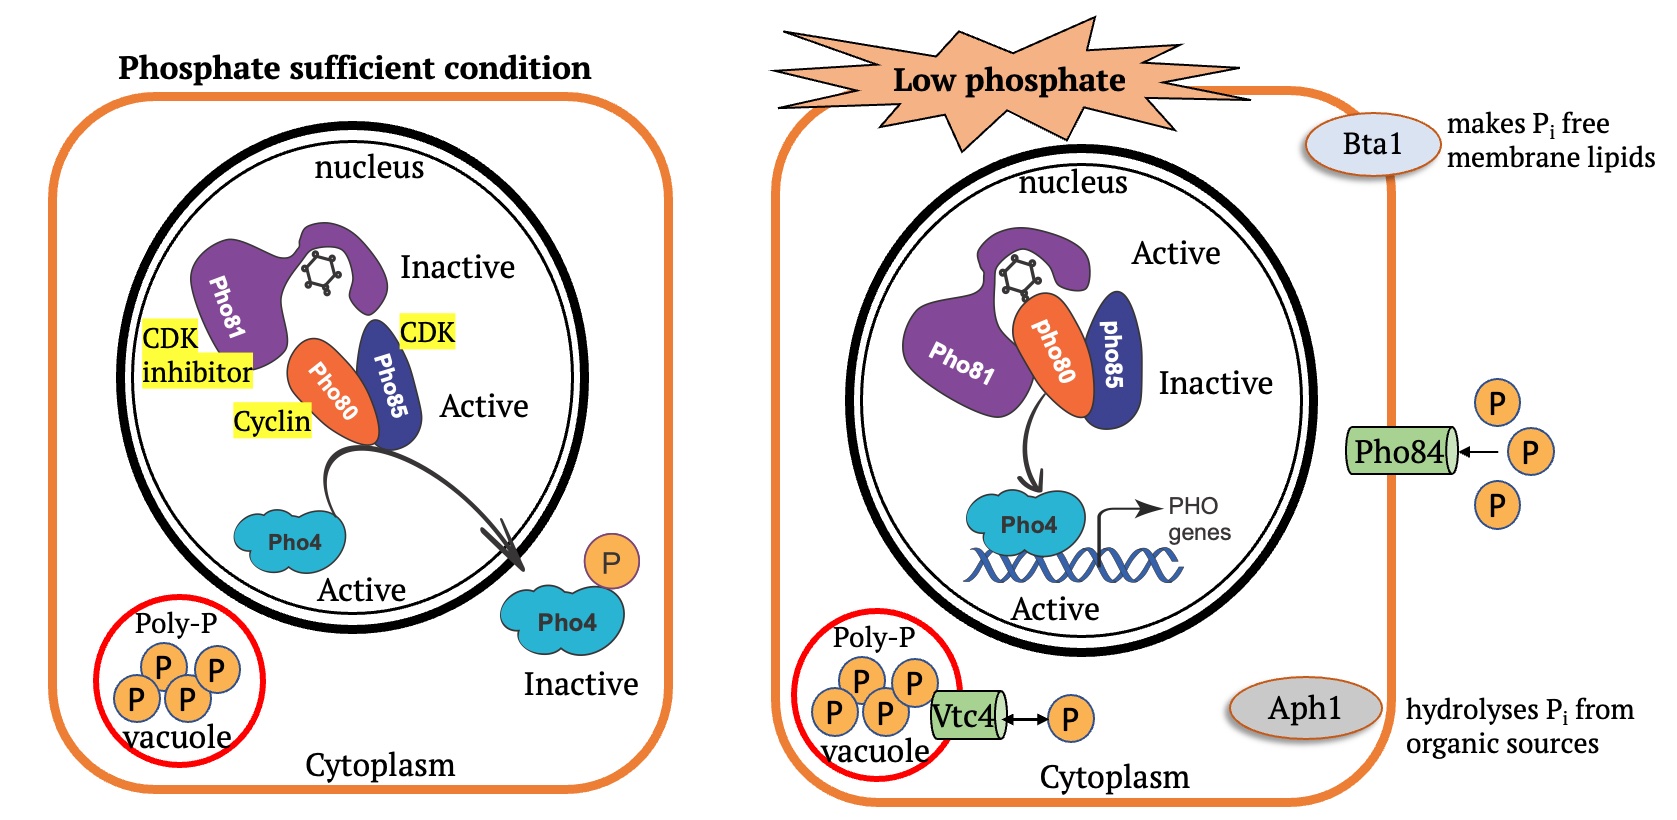 Phosphate sufficient condition
nucleus
Inactive
Pho81
CDK
inhibitor
CDK
Pho80
Pho85
Active
Cyclin
Pho4
Active
P
Pho4
Inactive
Poly-P
P
P
P
P
vacuole
Cytoplasm
Low phosphate
Bta1
makes Pi free
membrane lipids
nucleus
Active
Pho81
pho80
pho85
Inactive
P
Pho84
P
P
Pho4
PHO
genes
Active
Poly-P
P
P
P
P
Vtc4
P
vacuole
Cytoplasm
Aph1
hydrolyses Pi from
organic sources